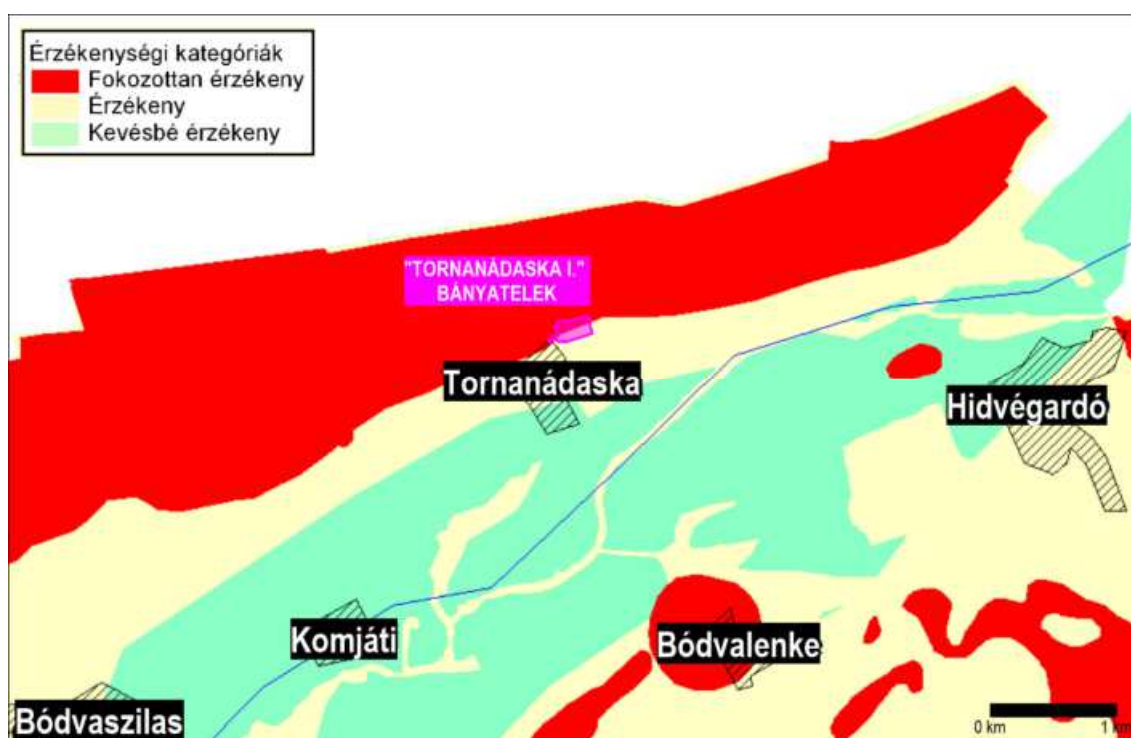 Érzékenységi kategóriák
Fokozottan érzékeny
Érzékeny
Kevésbé érzékeny
"TORNANÁDASKA I."
BÁNYATELEK
Tornanádaska
Hidvégardó
Komjáti
Bódvalenke
Bódvaszilas
0 km 1 km